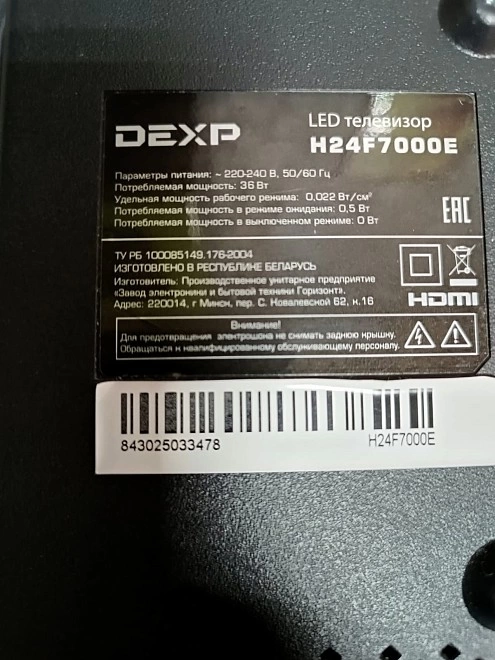 DEXP
LED телевизор
H24F7000E
Параметры питания: ~ 220-240 В, 50/60 Гц
Потребляемая мощность: 36 Вт
Удельная мощность рабочего режима: 0,022 Вт/см²
Потребляемая мощность в режиме ожидания: 0,5 Вт
Потребляемая мощность в выключенном режиме: 0 Вт
EAC
ТУ РБ 100085149.176-2004
ИЗГОТОВЛЕНО В РЕСПУБЛИКЕ БЕЛАРУСЬ
Изготовитель: Производственное унитарное предприятие
«Завод электроники и бытовой техники Горизонт».
Адрес: 220014, г Минск, пер. С. Ковалевской 62, к.16
HDMI
Внимание!
Для предотвращения электрошока не снимать заднюю крышку.
Обращаться к квалифицированному обслуживающему персоналу.
843025033478
H24F7000E